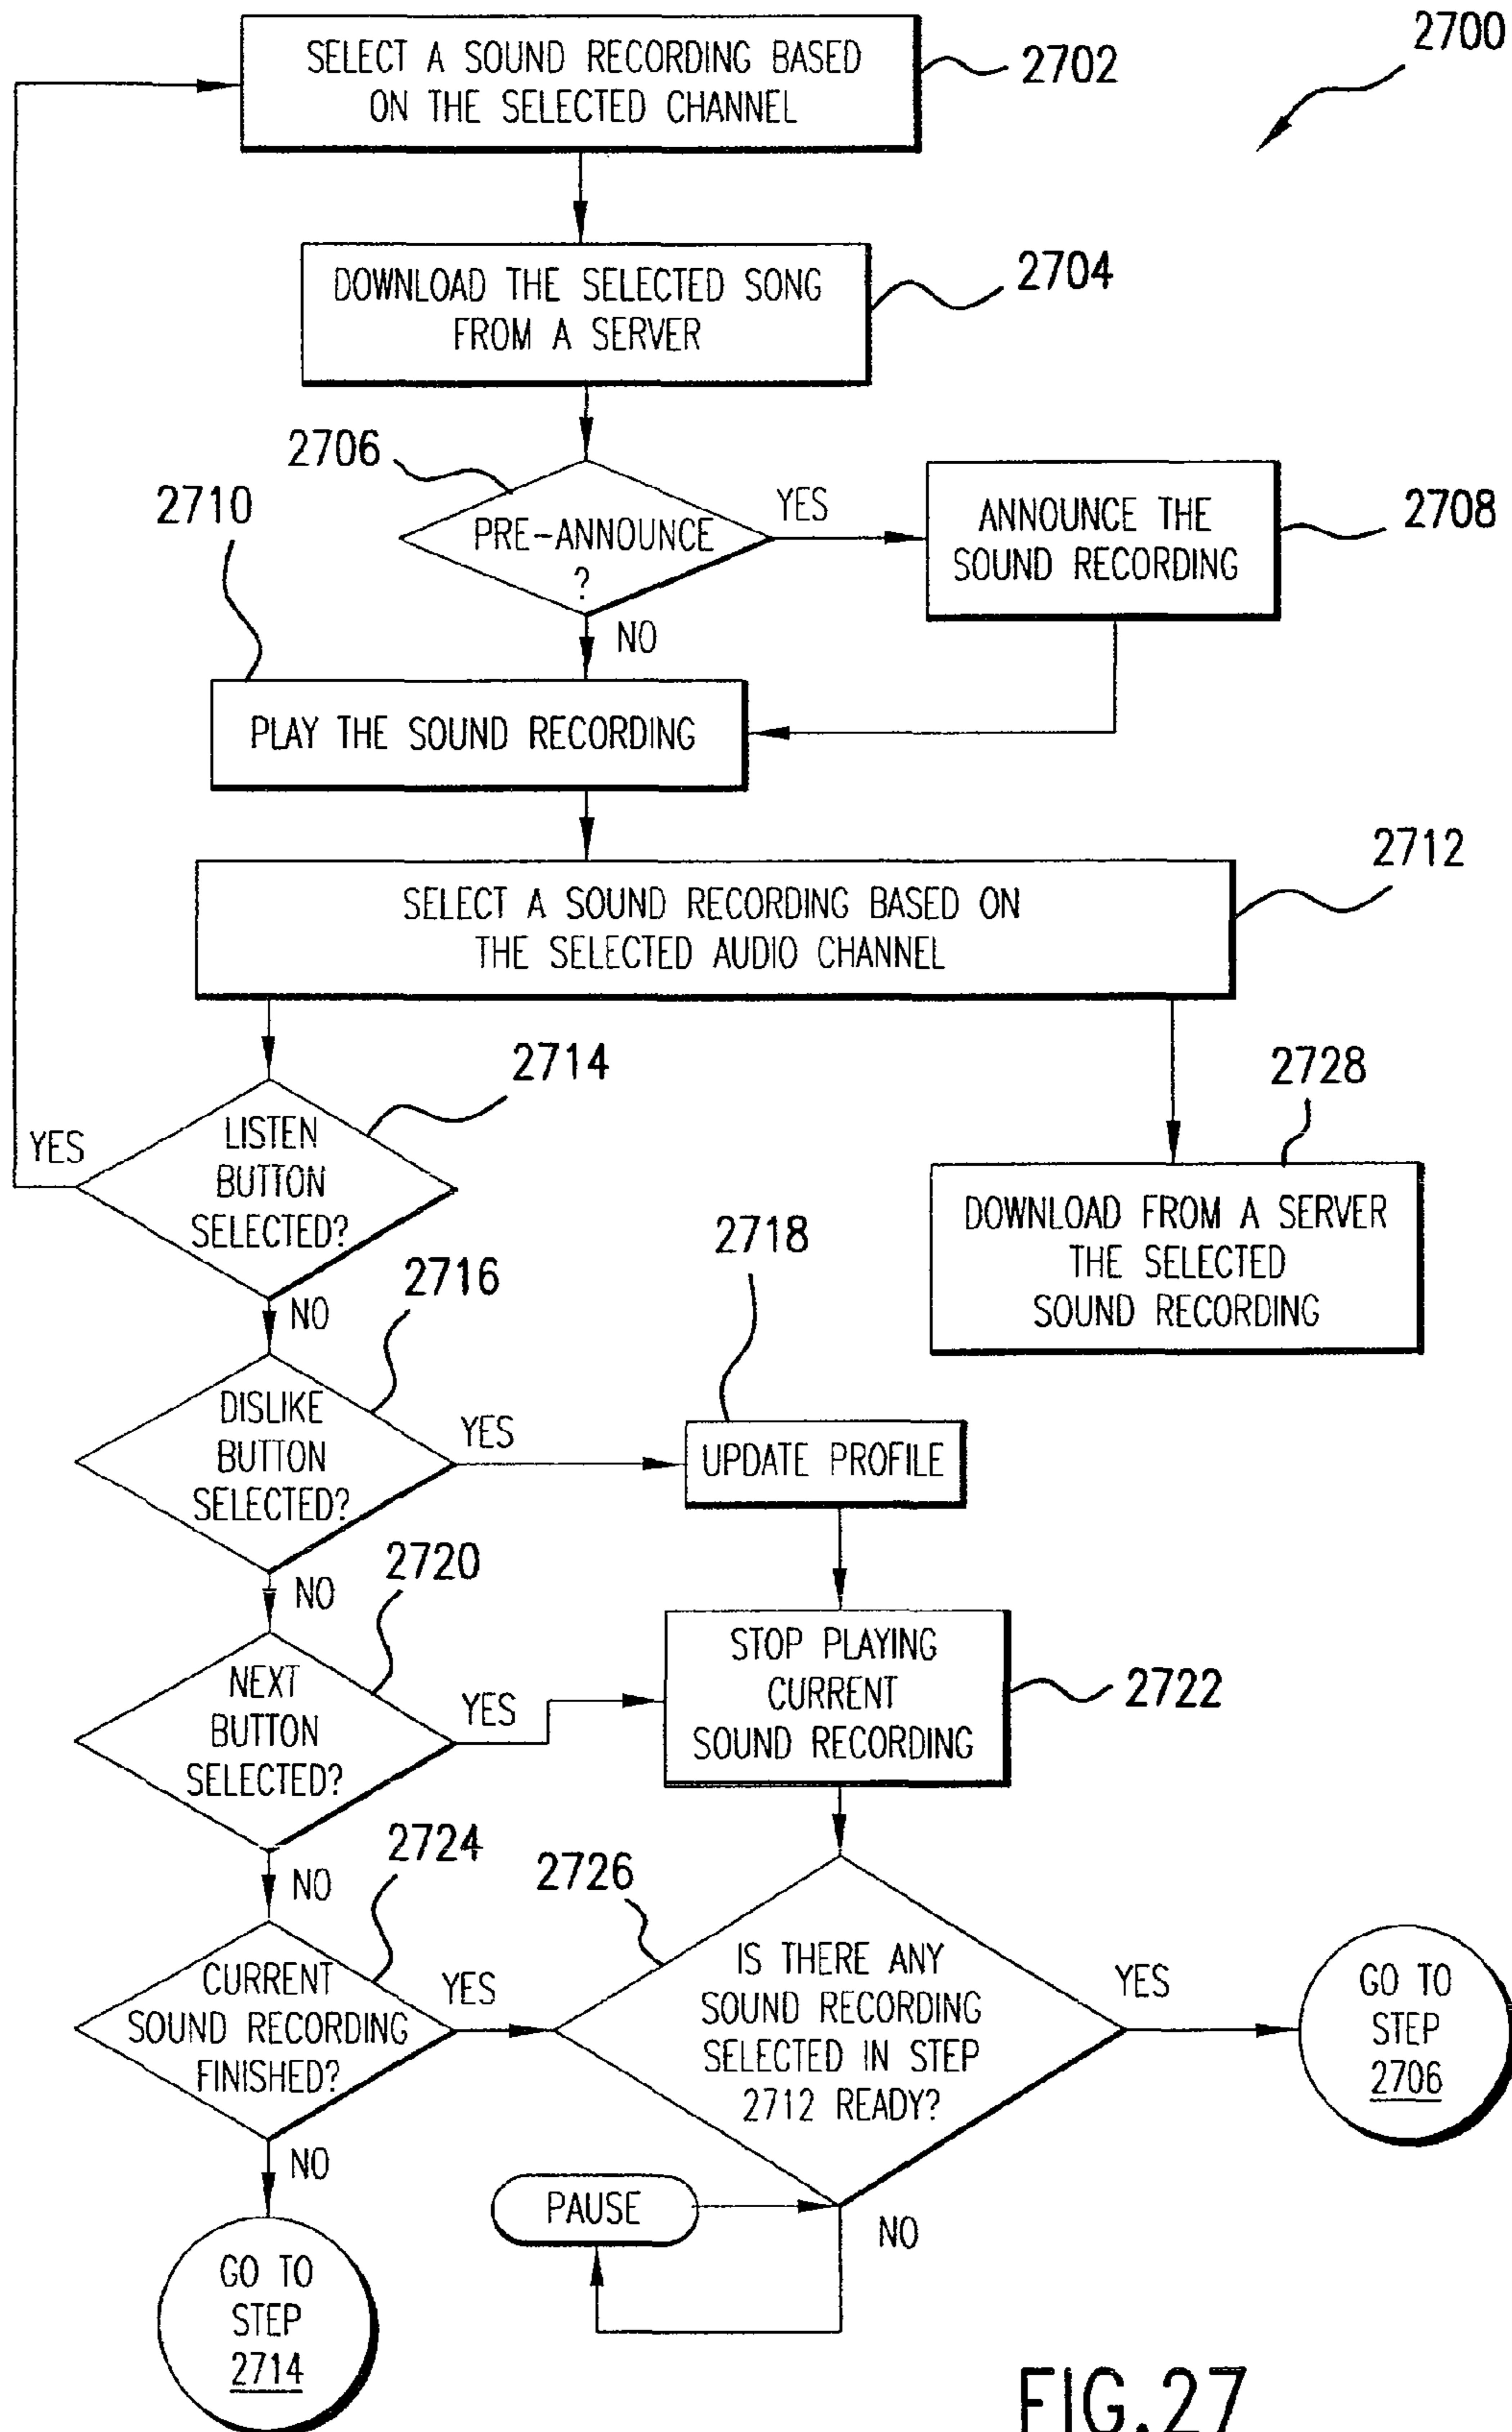 2700
SELECT A SOUND RECORDING BASED
ON THE SELECTED CHANNEL
2702
DOWNLOAD THE SELECTED SONG
FROM A SERVER
2704
2706
PRE-ANNOUNCE
?
YES
NO
ANNOUNCE THE
SOUND RECORDING
2708
2710
PLAY THE SOUND RECORDING
2712
SELECT A SOUND RECORDING BASED ON
THE SELECTED AUDIO CHANNEL
2714
LISTEN
BUTTON
SELECTED?
YES
NO
2728
DOWNLOAD FROM A SERVER
THE SELECTED
SOUND RECORDING
2716
DISLIKE
BUTTON
SELECTED?
YES
NO
2718
UPDATE PROFILE
2720
NEXT
BUTTON
SELECTED?
YES
NO
STOP PLAYING
CURRENT
SOUND RECORDING
2722
2724
CURRENT
SOUND RECORDING
FINISHED?
YES
NO
2726
IS THERE ANY
SOUND RECORDING
SELECTED IN STEP
2712 READY?
YES
NO
GO TO
STEP
2706
PAUSE
GO TO
STEP
2714
FIG.27